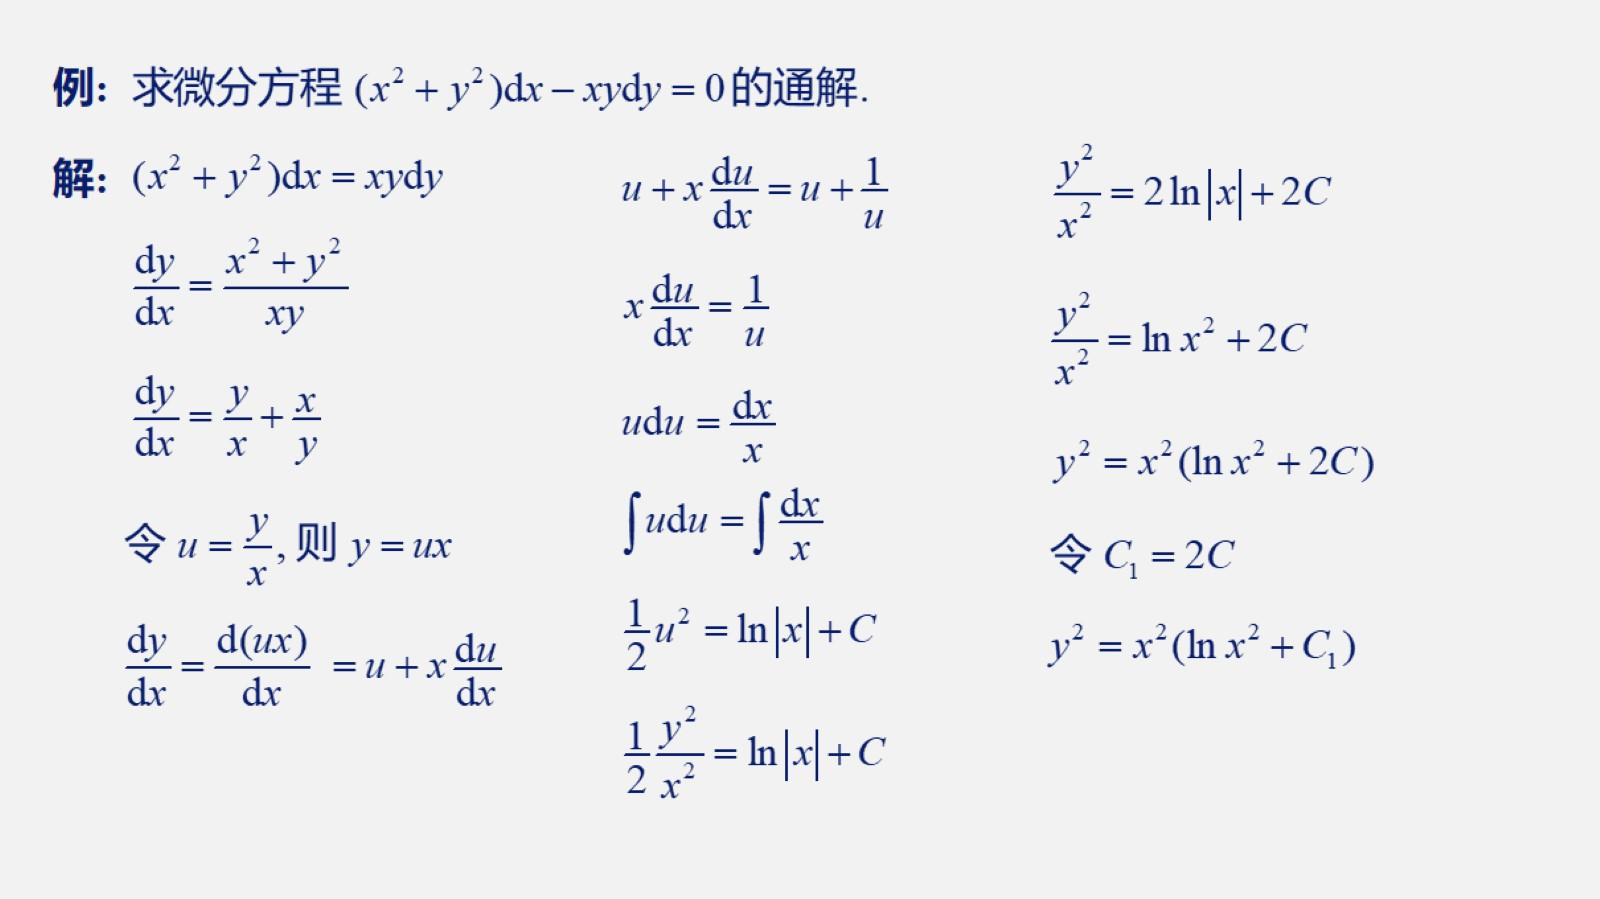 例: 求微分方程 (x² + y²)dx − xydy = 0 的通解.
解: (x² + y²)dx = xydy
dy/dx = (x² + y²)/(xy)
dy/dx = y/x + x/y
令 u = y/x, 则 y = ux
dy/dx = d(ux)/dx = u + x du/dx
u + x du/dx = u + 1/u
x du/dx = 1/u
udu = dx/x
∫udu = ∫dx/x
1/2 u² = ln|x| + C
1/2 y²/x² = ln|x| + C
y²/x² = 2 ln|x| + 2C
y²/x² = ln x² + 2C
y² = x²(ln x² + 2C)
令 C₁ = 2C
y² = x²(ln x² + C₁)